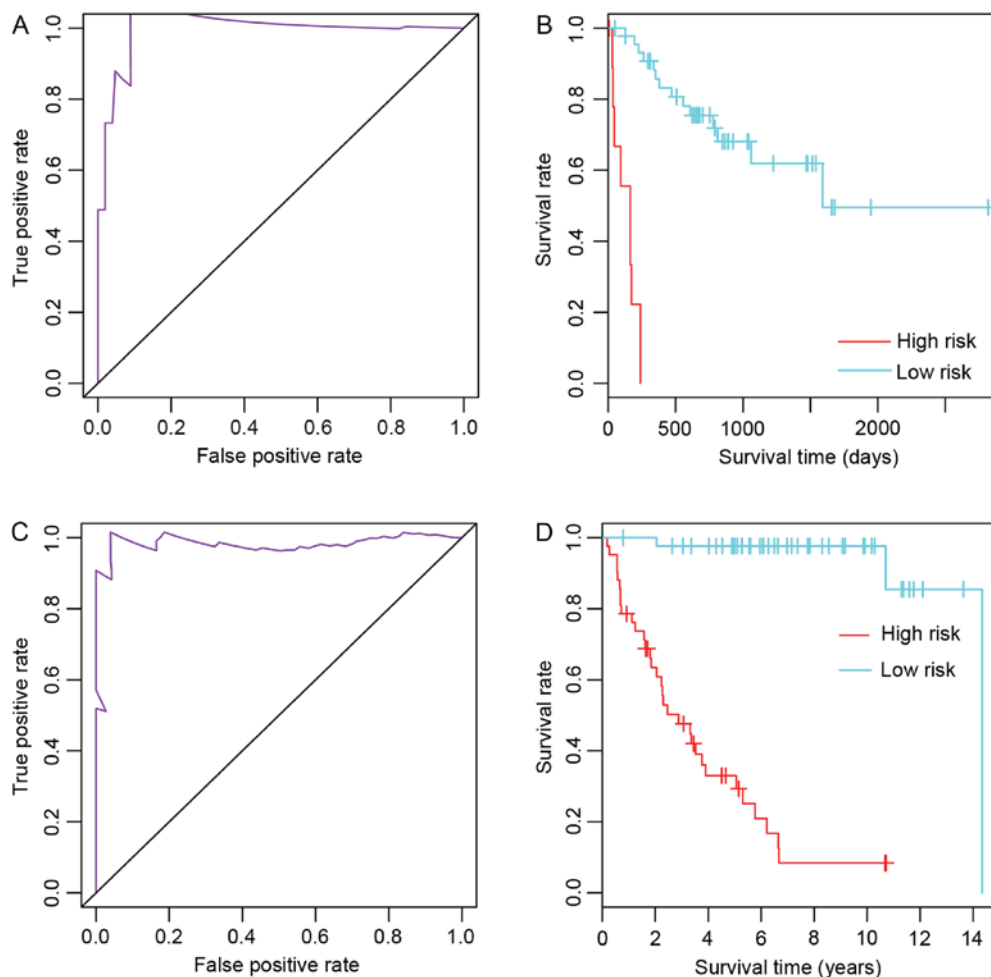 A
True positive rate
0.0 0.2 0.4 0.6 0.8 1.0
0.0 0.2 0.4 0.6 0.8 1.0
False positive rate
B
Survival rate
0.0 0.2 0.4 0.6 0.8 1.0
High risk
Low risk
0 500 1000 2000
Survival time (days)
C
True positive rate
0.0 0.2 0.4 0.6 0.8 1.0
0.0 0.2 0.4 0.6 0.8 1.0
False positive rate
D
Survival rate
0.0 0.2 0.4 0.6 0.8 1.0
High risk
Low risk
0 2 4 6 8 10 12 14
Survival time (years)